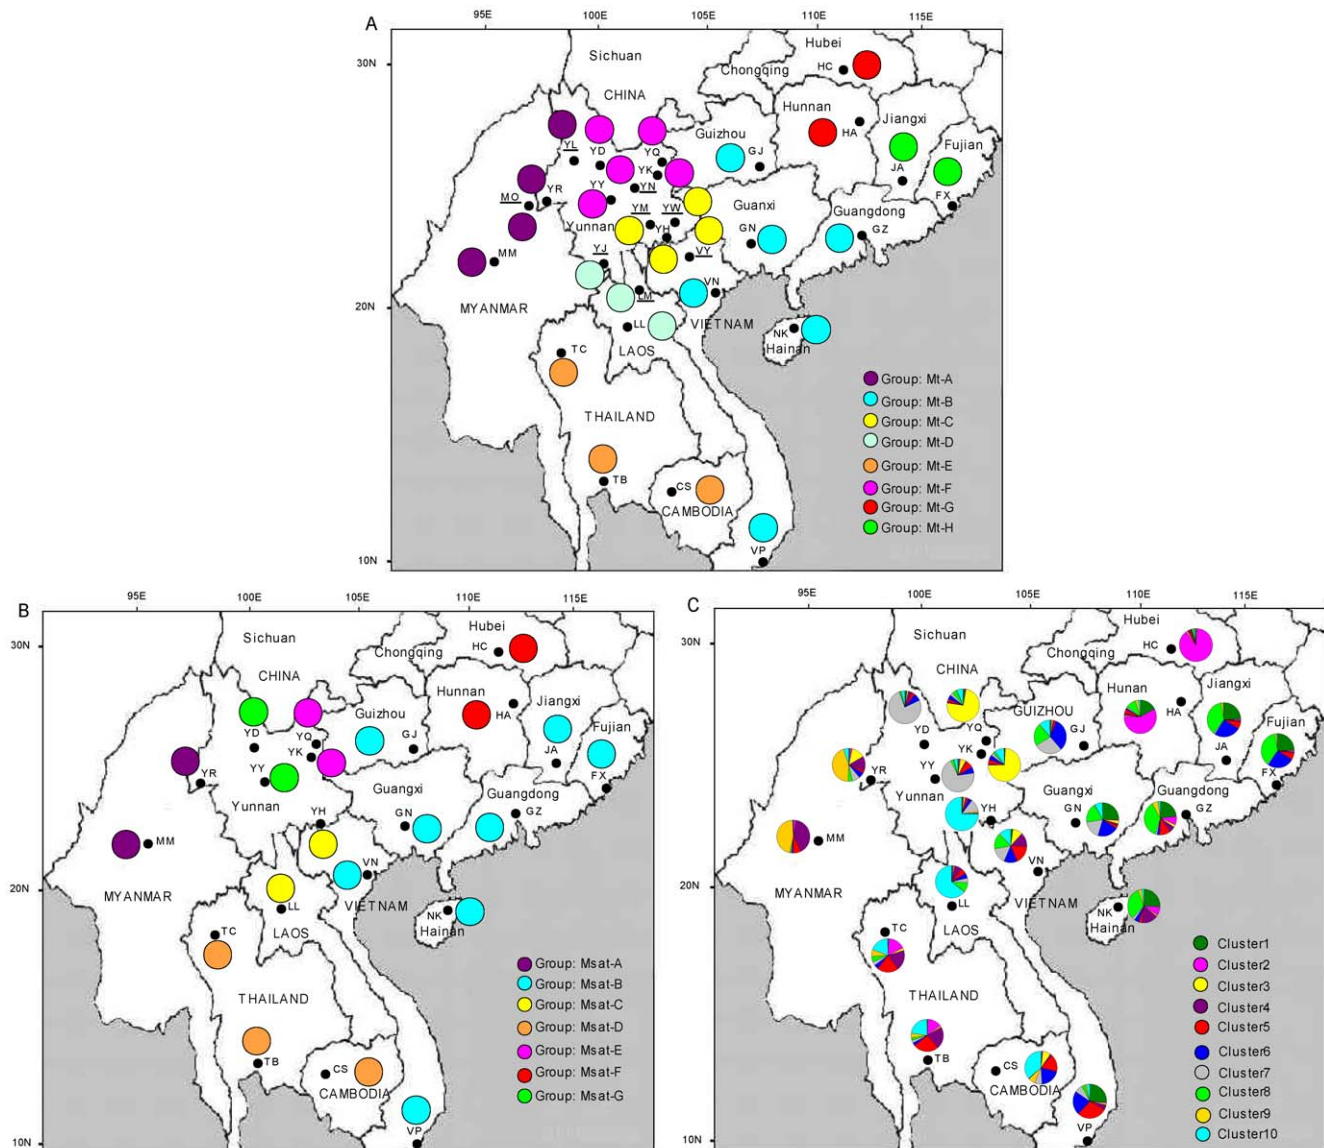 A
95E 100E 105E 110E 115E
30N
20N
10N
Sichuan
CHINA
Chongqing
Hubei
HC
Hunnan
HA
Jiangxi
JA
Fujian
FX
Guizhou
GJ
YL
YD
YQ
YK
YN
YY
MO
YR
YM
YW
YH
Yunnan
YJ
VY
Guanxi
GN
Guangdong
GZ
MM
MYANMAR
LM
VN
VIETNAM
LL
LAOS
NK
Hainan
TC
THAILAND
TB
CS
CAMBODIA
VP
Group: Mt-A
Group: Mt-B
Group: Mt-C
Group: Mt-D
Group: Mt-E
Group: Mt-F
Group: Mt-G
Group: Mt-H
B
95E 100E 105E 110E 115E
30N
20N
10N
Sichuan
CHINA
Chongqing
Hubei
HC
Hunnan
HA
Jiangxi
JA
Fujian
FX
Guizhou
GJ
YD
YQ
YK
YY
YR
Yunnan
YH
Guangxi
GN
Guangdong
GZ
MM
MYANMAR
VN
VIETNAM
LL
LAOS
NK
Hainan
TC
THAILAND
TB
CS
CAMBODIA
VP
Group: Msat-A
Group: Msat-B
Group: Msat-C
Group: Msat-D
Group: Msat-E
Group: Msat-F
Group: Msat-G
C
95E 100E 105E 110E 115E
30N
20N
10N
Sichuan
CHINA
Chongqing
Hubei
HC
Hunan
HA
Jiangxi
JA
Fujian
FX
GUIZHOU
GJ
YD
YQ
YK
YY
YR
Yunnan
YH
Guangxi
GN
Guangdong
GZ
MM
MYANMAR
VN
VIETNAM
LL
LAOS
NK
Hainan
TC
THAILAND
TB
CS
CAMBODIA
VP
Cluster1
Cluster2
Cluster3
Cluster4
Cluster5
Cluster6
Cluster7
Cluster8
Cluster9
Cluster10